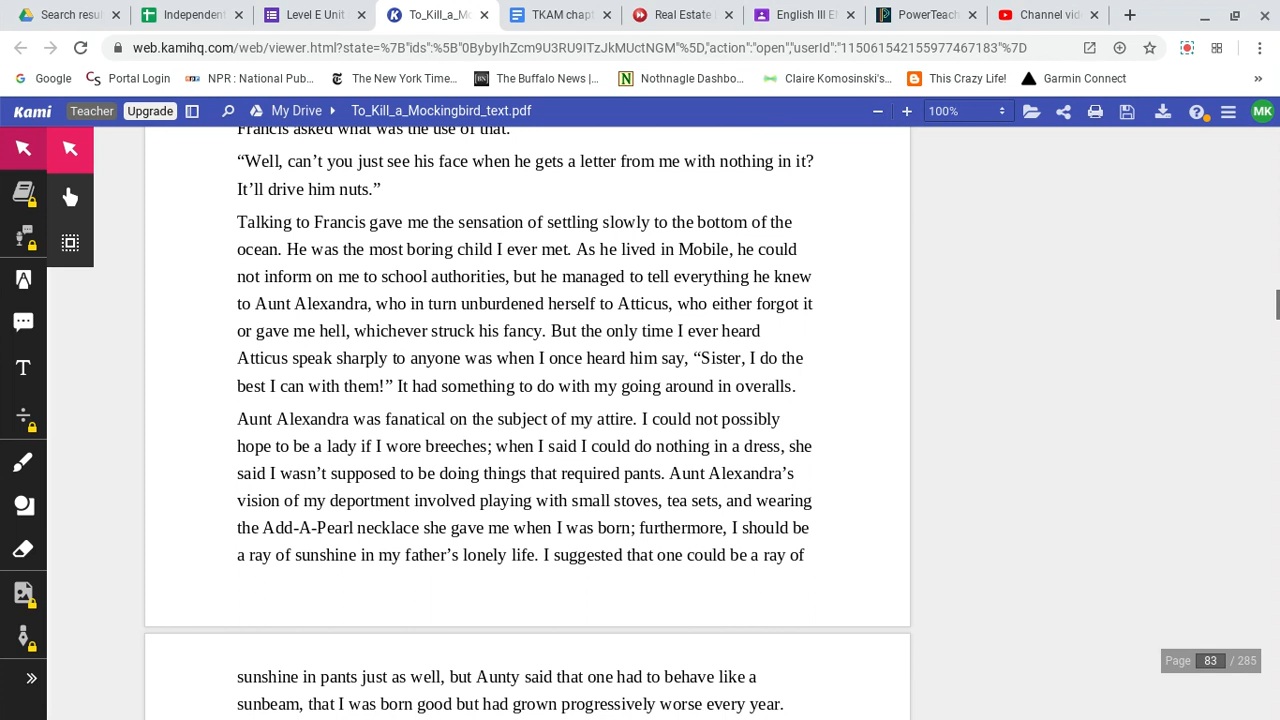 Search resul
Independent
Level E Unit
To_Kill_a_Mo
TKAM chapt
Real Estate
English III Ef
PowerTeach
Channel vide
web.kamihq.com/web/viewer.html?state=%7B"ids":%5B"0BybyIhZcm9U3RU9ITzJkMUctNGM"%5D,"action":"open","userId":"115061542155977467183"%7D
Google
Portal Login
NPR : National Pub...
The New York Time...
The Buffalo News |...
Nothnagle Dashbo...
Claire Komosinski's...
This Crazy Life!
Garmin Connect
»
Kami
Teacher
Upgrade
My Drive
To_Kill_a_Mockingbird_text.pdf
100%
MK
Francis asked what was the use of that.
“Well, can’t you just see his face when he gets a letter from me with nothing in it?
It’ll drive him nuts.”
Talking to Francis gave me the sensation of settling slowly to the bottom of the
ocean. He was the most boring child I ever met. As he lived in Mobile, he could
not inform on me to school authorities, but he managed to tell everything he knew
to Aunt Alexandra, who in turn unburdened herself to Atticus, who either forgot it
or gave me hell, whichever struck his fancy. But the only time I ever heard
Atticus speak sharply to anyone was when I once heard him say, “Sister, I do the
best I can with them!” It had something to do with my going around in overalls.
Aunt Alexandra was fanatical on the subject of my attire. I could not possibly
hope to be a lady if I wore breeches; when I said I could do nothing in a dress, she
said I wasn’t supposed to be doing things that required pants. Aunt Alexandra’s
vision of my deportment involved playing with small stoves, tea sets, and wearing
the Add-A-Pearl necklace she gave me when I was born; furthermore, I should be
a ray of sunshine in my father’s lonely life. I suggested that one could be a ray of
Page 83 / 285
sunshine in pants just as well, but Aunty said that one had to behave like a
sunbeam, that I was born good but had grown progressively worse every year.